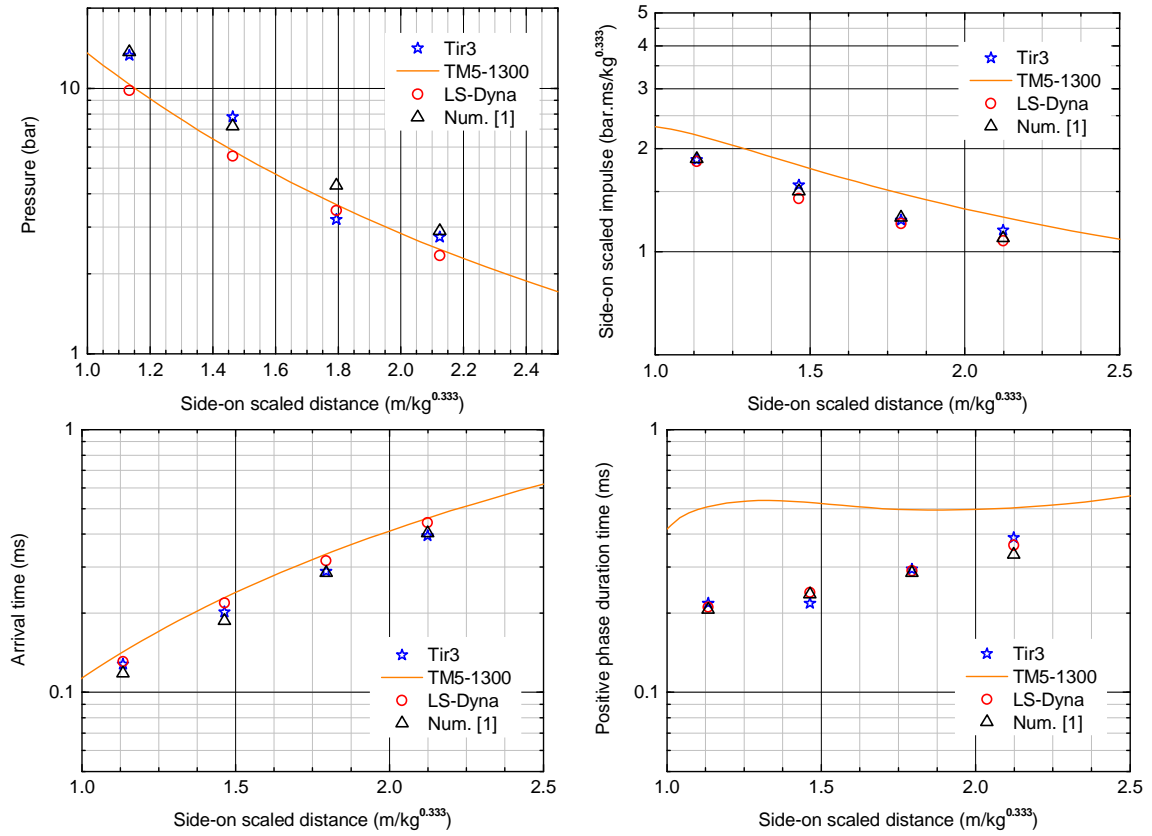 Pressure (bar)
10
1
1.0 1.2 1.4 1.6 1.8 2.0 2.2 2.4
Side-on scaled distance (m/kg^0.333)
Tir3
TM5-1300
LS-Dyna
Num. [1]
Side-on scaled impulse (bar.ms/kg^0.333)
5
4
3
2
1
1.0 1.5 2.0 2.5
Side-on scaled distance (m/kg^0.333)
Tir3
TM5-1300
LS-Dyna
Num. [1]
Arrival time (ms)
1
0.1
1.0 1.5 2.0 2.5
Side-on scaled distance (m/kg^0.333)
Tir3
TM5-1300
LS-Dyna
Num. [1]
Positive phase duration time (ms)
1
0.1
1.0 1.5 2.0 2.5
Side-on scaled distance (m/kg^0.333)
Tir3
TM5-1300
LS-Dyna
Num. [1]